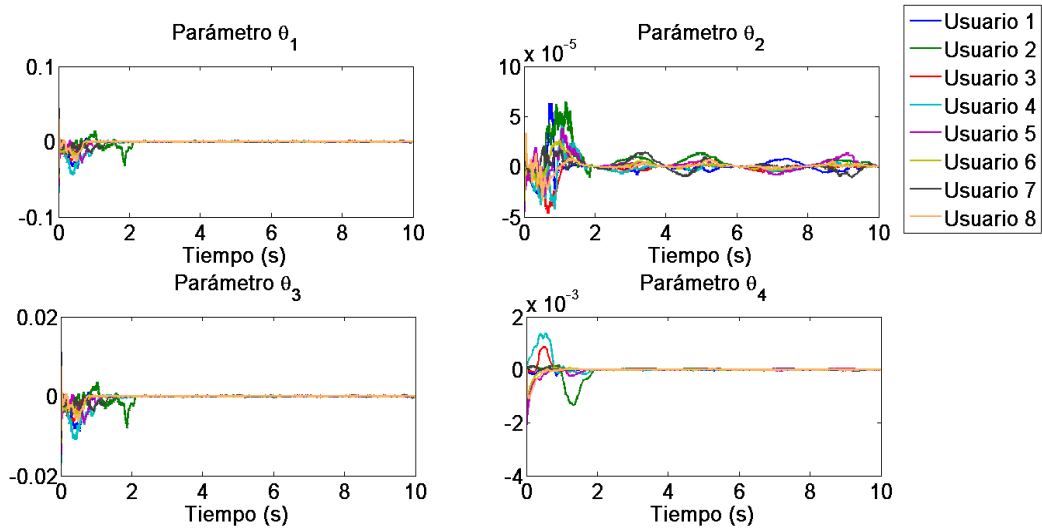 Parámetro θ1
0.1
0
-0.1
0 2 4 6 8 10
Tiempo (s)
Parámetro θ2
x 10-5
10
5
0
-5
0 2 4 6 8 10
Tiempo (s)
Usuario 1
Usuario 2
Usuario 3
Usuario 4
Usuario 5
Usuario 6
Usuario 7
Usuario 8
Parámetro θ3
0.02
0
-0.02
0 2 4 6 8 10
Tiempo (s)
Parámetro θ4
x 10-3
2
0
-2
-4
0 2 4 6 8 10
Tiempo (s)